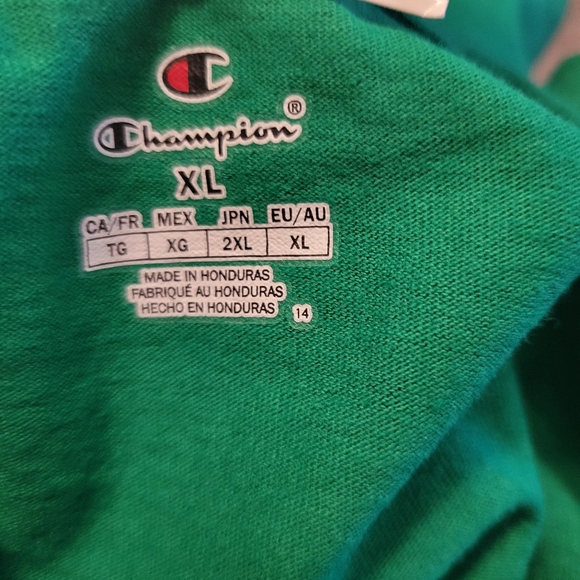 Champion®
XL
CA/FR MEX JPN EU/AU
TG XG 2XL XL
MADE IN HONDURAS
FABRIQUÉ AU HONDURAS
HECHO EN HONDURAS 14